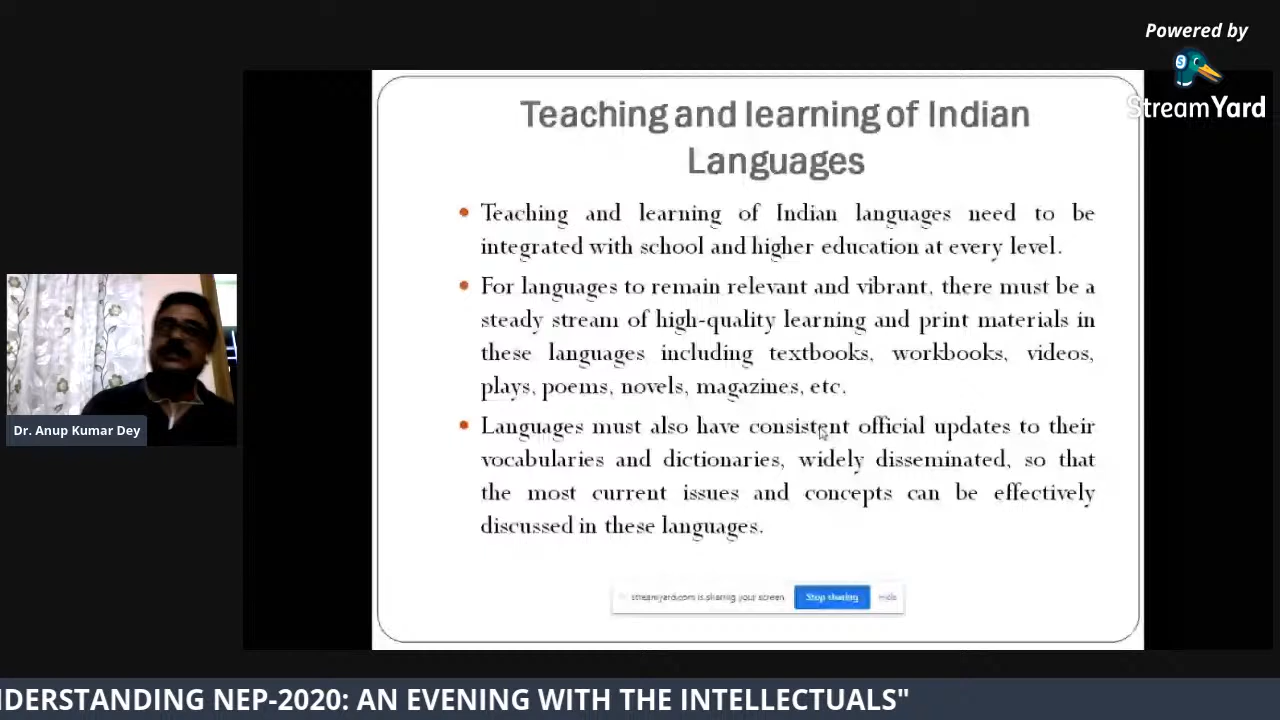 Powered by
StreamYard
Teaching and learning of Indian
Languages
Teaching and learning of Indian languages need to be
integrated with school and higher education at every level.
For languages to remain relevant and vibrant, there must be a
steady stream of high-quality learning and print materials in
these languages including textbooks, workbooks, videos,
plays, poems, novels, magazines, etc.
Languages must also have consistent official updates to their
vocabularies and dictionaries, widely disseminated, so that
the most current issues and concepts can be effectively
discussed in these languages.
Dr. Anup Kumar Dey
streamyard.com is sharing your screen Stop sharing Hide
NDERSTANDING NEP-2020: AN EVENING WITH THE INTELLECTUALS"